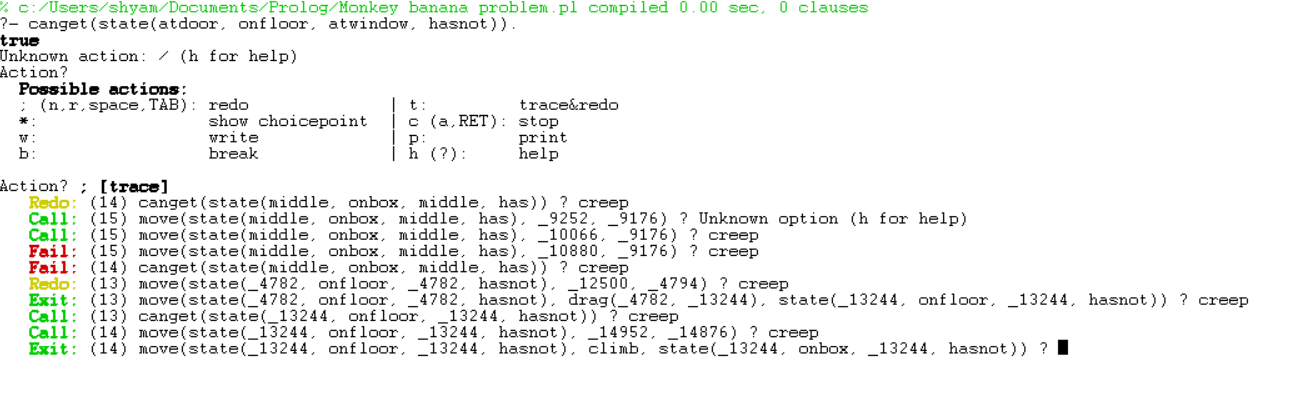 % c:/Users/shyam/Documents/Prolog/Monkey banana problem.pl compiled 0.00 sec, 0 clauses
?- canget(state(atdoor, onfloor, atwindow, hasnot)).
true
Unknown action: / (h for help)
Action?
Possible actions:
; (n,r,space,TAB): redo | t: trace&redo
*: show choicepoint | c (a,RET): stop
w: write | p: print
b: break | h (?): help
Action? ; [trace]
Redo: (14) canget(state(middle, onbox, middle, has)) ? creep
Call: (15) move(state(middle, onbox, middle, has), _9252, _9176) ? Unknown option (h for help)
Call: (15) move(state(middle, onbox, middle, has), _10066, _9176) ? creep
Fail: (15) move(state(middle, onbox, middle, has), _10880, _9176) ? creep
Fail: (14) canget(state(middle, onbox, middle, has)) ? creep
Redo: (13) move(state(_4782, onfloor, _4782, hasnot), _12500, _4794) ? creep
Exit: (13) move(state(_4782, onfloor, _4782, hasnot), drag(_4782, _13244), state(_13244, onfloor, _13244, hasnot)) ? creep
Call: (13) canget(state(_13244, onfloor, _13244, hasnot)) ? creep
Call: (14) move(state(_13244, onfloor, _13244, hasnot), _14952, _14876) ? creep
Exit: (14) move(state(_13244, onfloor, _13244, hasnot), climb, state(_13244, onbox, _13244, hasnot)) ?